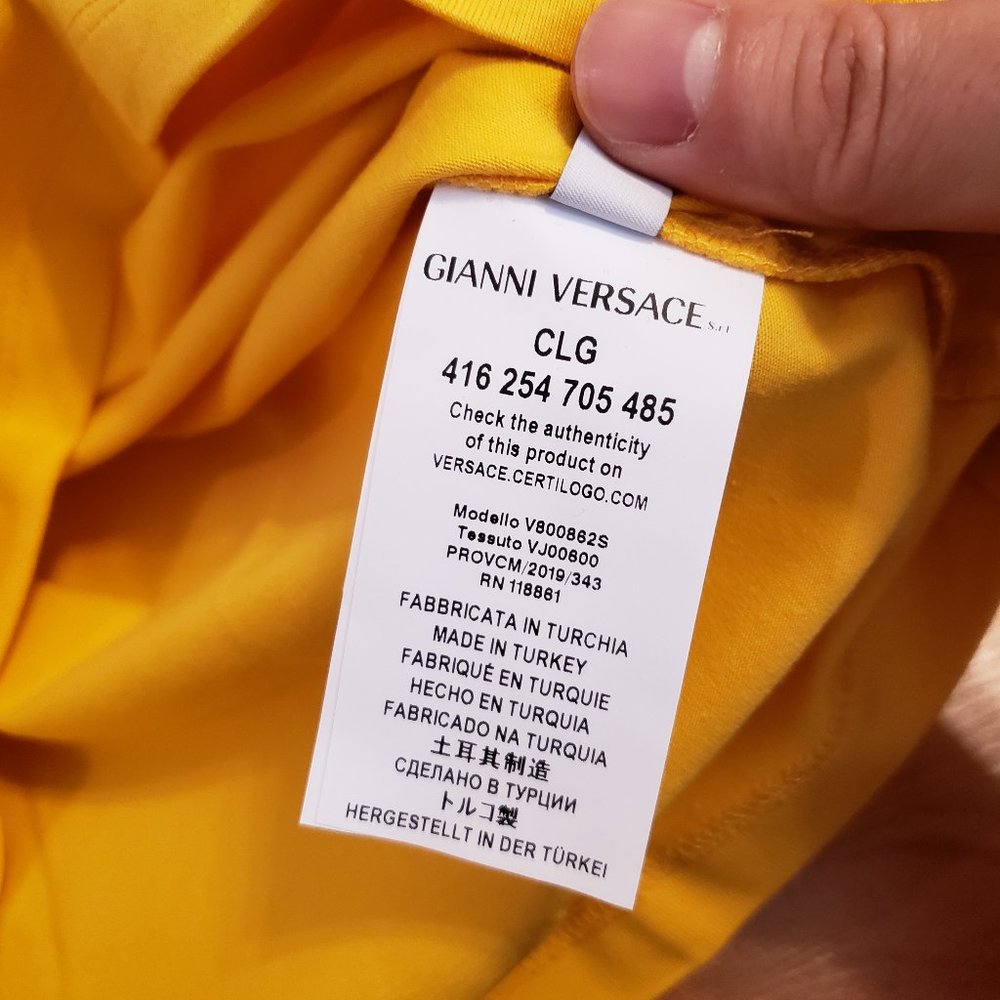 GIANNI VERSACE S.r.l
CLG
416 254 705 485
Check the authenticity
of this product on
VERSACE.CERTILOGO.COM
Modello V800862S
Tessuto VJ00600
PROVCM/2019/343
RN 118861
FABBRICATA IN TURCHIA
MADE IN TURKEY
FABRIQUÉ EN TURQUIE
HECHO EN TURQUIA
FABRICADO NA TURQUIA
土耳其制造
СДЕЛАНО В ТУРЦИИ
トルコ製
HERGESTELLT IN DER TÜRKEI